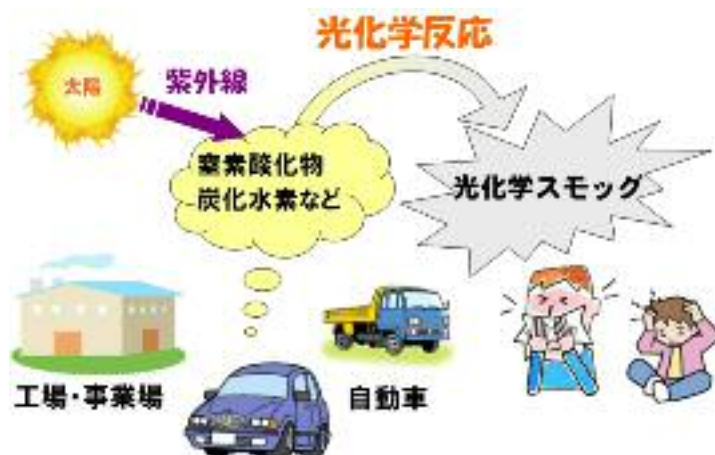 光化学反応
太陽
紫外線
窒素酸化物
炭化水素など
光化学スモッグ
工場・事業場
自動車